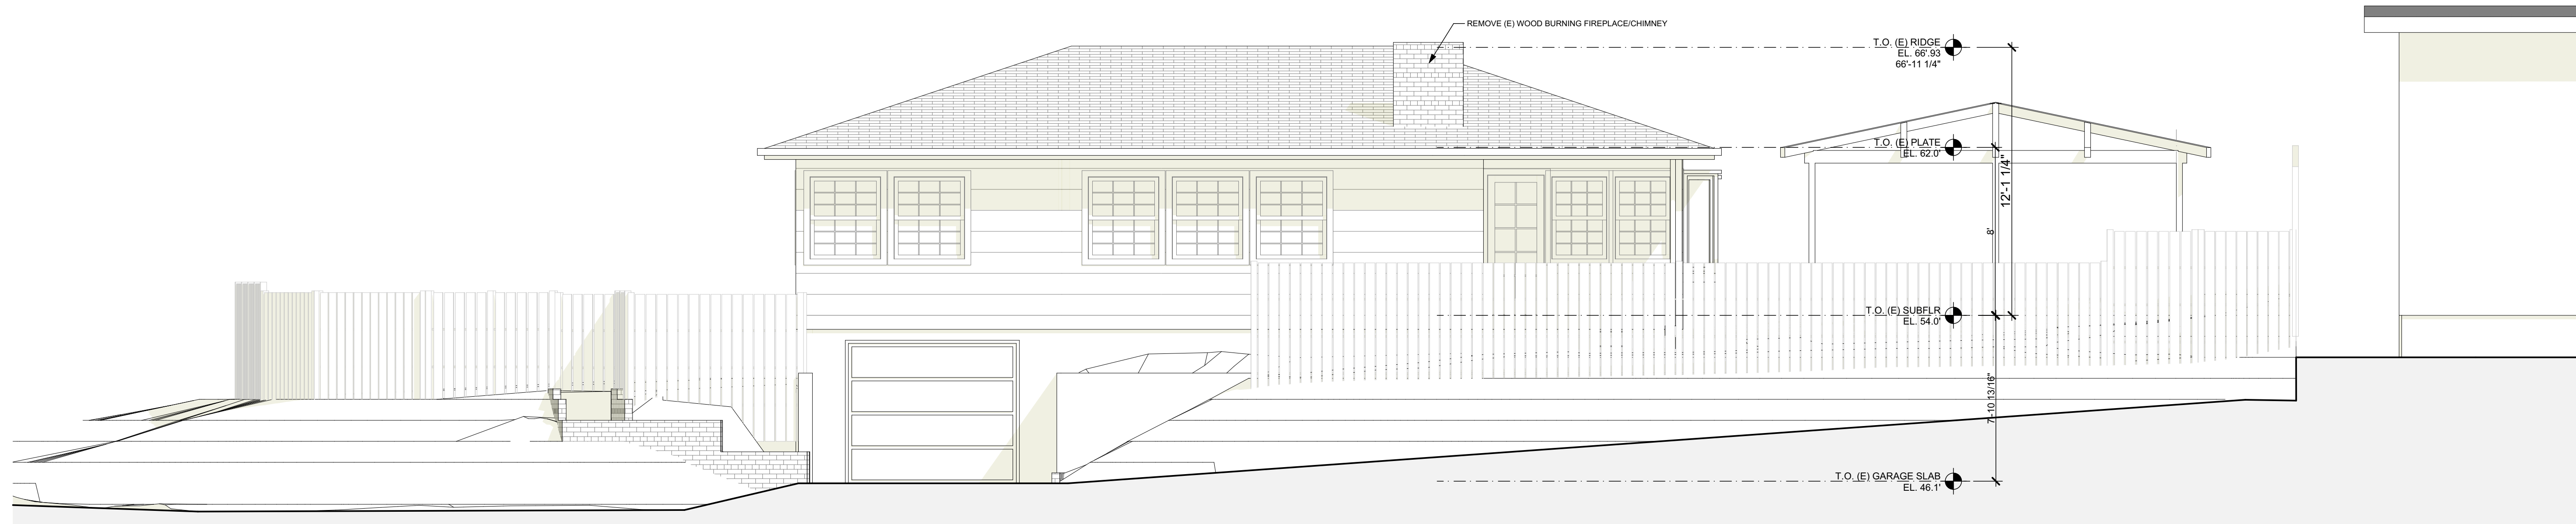 REMOVE (E) WOOD BURNING FIREPLACE/CHIMNEY
T.O. (E) RIDGE
EL. 66'.93
66'-11 1/4"
T.O. (E) PLATE
EL. 62.0'
12'-1 1/4"
8'
T.O. (E) SUBFLR
EL. 54.0'
7'-10 13/16"
T.O. (E) GARAGE SLAB
EL. 46.1'